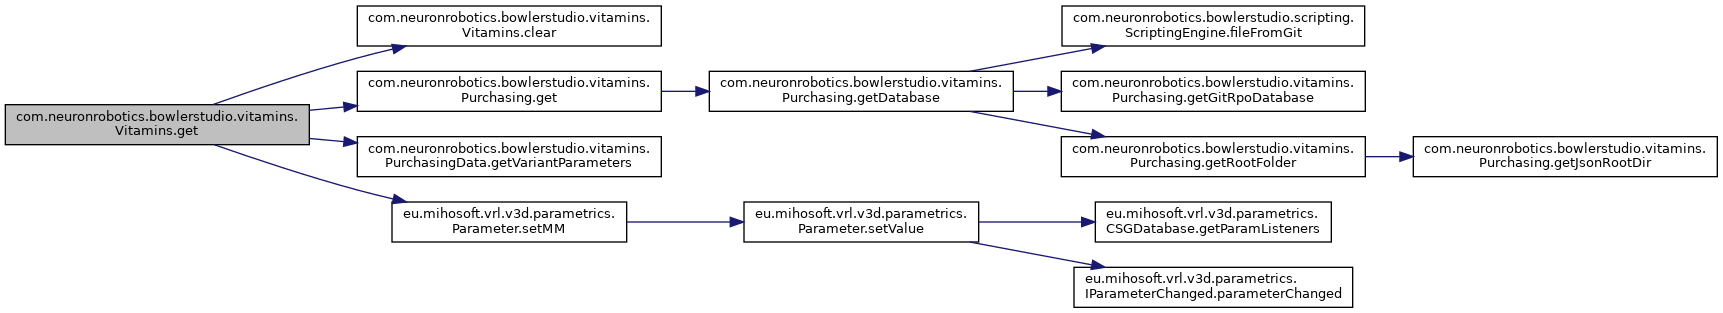 com.neuronrobotics.bowlerstudio.vitamins.
Vitamins.get
com.neuronrobotics.bowlerstudio.vitamins.
Vitamins.clear
com.neuronrobotics.bowlerstudio.vitamins.
Purchasing.get
com.neuronrobotics.bowlerstudio.vitamins.
PurchasingData.getVariantParameters
eu.mihosoft.vrl.v3d.parametrics.
Parameter.setMM
com.neuronrobotics.bowlerstudio.vitamins.
Purchasing.getDatabase
eu.mihosoft.vrl.v3d.parametrics.
Parameter.setValue
com.neuronrobotics.bowlerstudio.scripting.
ScriptingEngine.fileFromGit
com.neuronrobotics.bowlerstudio.vitamins.
Purchasing.getGitRpoDatabase
com.neuronrobotics.bowlerstudio.vitamins.
Purchasing.getRootFolder
eu.mihosoft.vrl.v3d.parametrics.
CSGDatabase.getParamListeners
eu.mihosoft.vrl.v3d.parametrics.
IParameterChanged.parameterChanged
com.neuronrobotics.bowlerstudio.vitamins.
Purchasing.getJsonRootDir